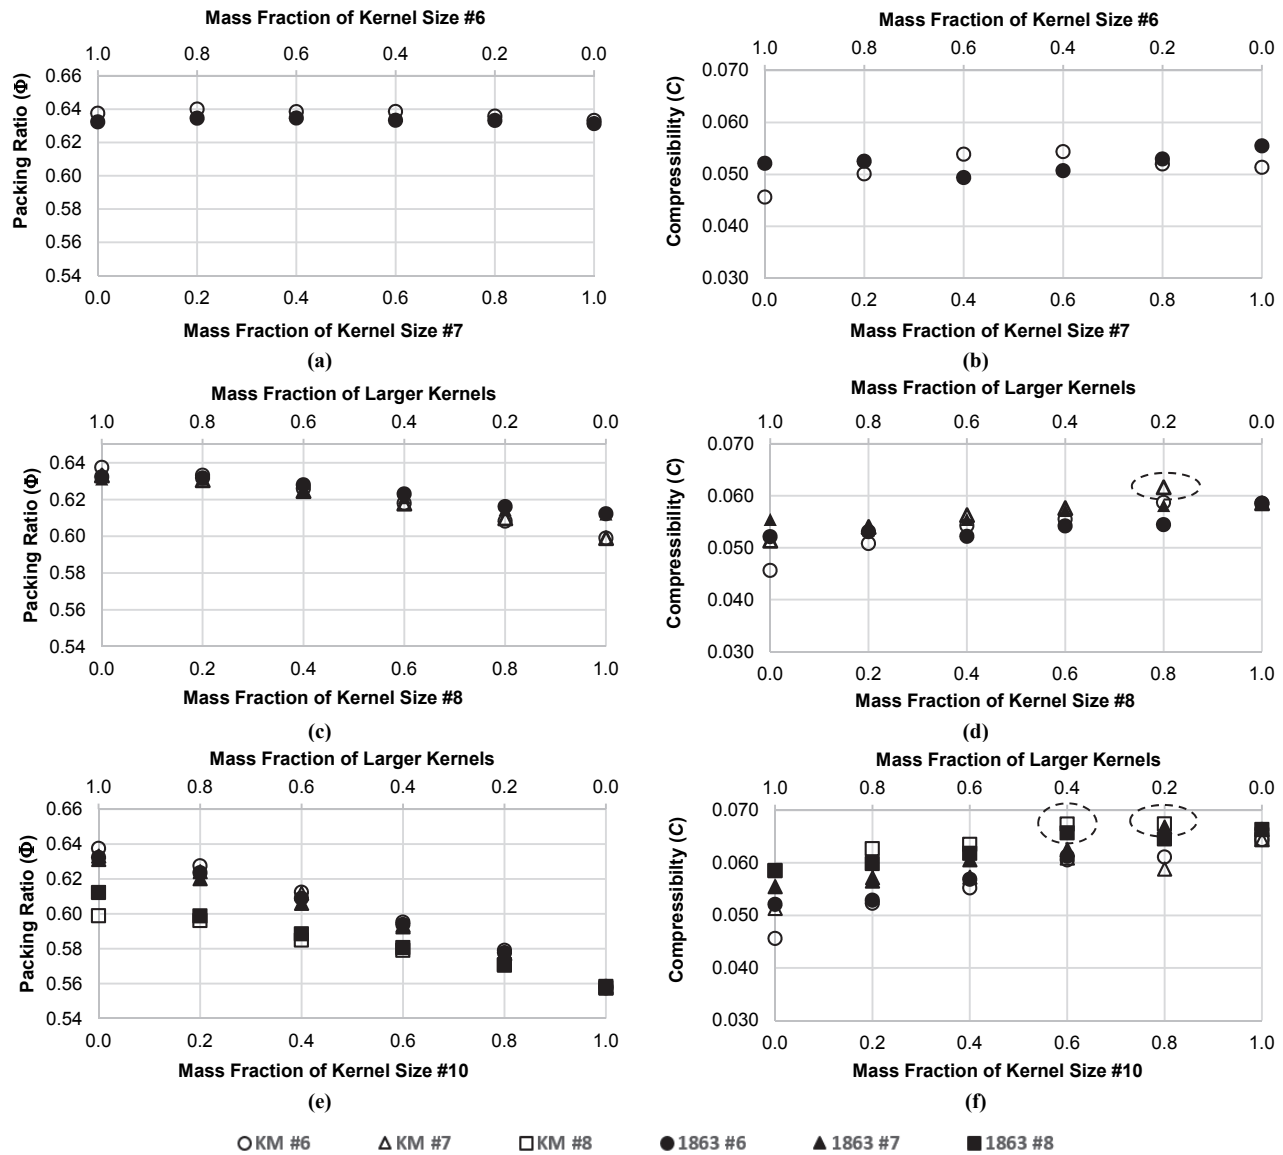 Mass Fraction of Kernel Size #6
1.0 0.8 0.6 0.4 0.2 0.0
Packing Ratio (Φ)
0.66
0.64
0.62
0.60
0.58
0.56
0.54
0.0 0.2 0.4 0.6 0.8 1.0
Mass Fraction of Kernel Size #7
(a)
Mass Fraction of Kernel Size #6
1.0 0.8 0.6 0.4 0.2 0.0
Compressibility (C)
0.070
0.060
0.050
0.040
0.030
0.0 0.2 0.4 0.6 0.8 1.0
Mass Fraction of Kernel Size #7
(b)
Mass Fraction of Larger Kernels
1.0 0.8 0.6 0.4 0.2 0.0
Packing Ratio (Φ)
0.64
0.62
0.60
0.58
0.56
0.54
0.0 0.2 0.4 0.6 0.8 1.0
Mass Fraction of Kernel Size #8
(c)
Mass Fraction of Larger Kernels
1.0 0.8 0.6 0.4 0.2 0.0
Compressibility (C)
0.070
0.060
0.050
0.040
0.030
0.0 0.2 0.4 0.6 0.8 1.0
Mass Fraction of Kernel Size #8
(d)
Mass Fraction of Larger Kernels
1.0 0.8 0.6 0.4 0.2 0.0
Packing Ratio (Φ)
0.66
0.64
0.62
0.60
0.58
0.56
0.54
0.0 0.2 0.4 0.6 0.8 1.0
Mass Fraction of Kernel Size #10
(e)
Mass Fraction of Larger Kernels
1.0 0.8 0.6 0.4 0.2 0.0
Compressibilty (C)
0.070
0.060
0.050
0.040
0.030
0.0 0.2 0.4 0.6 0.8 1.0
Mass Fraction of Kernel Size #10
(f)
KM #6 KM #7 KM #8 1863 #6 1863 #7 1863 #8